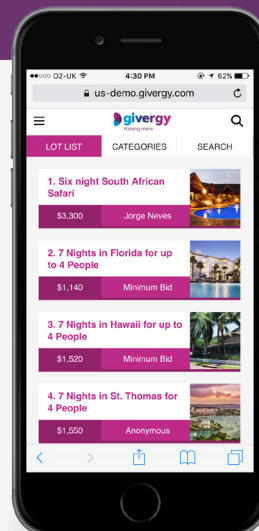 O2-UK 4:30 PM 62%
us-demo.givergy.com
givergy
Raising more
LOT LIST CATEGORIES SEARCH
1. Six night South African
Safari
$3,300 Jorge Neves
2. 7 Nights in Florida for up
to 4 People
$1,140 Minimum Bid
3. 7 Nights in Hawaii for up to
4 People
$1,520 Minimum Bid
4. 7 Nights in St. Thomas for
4 People
$1,550 Anonymous